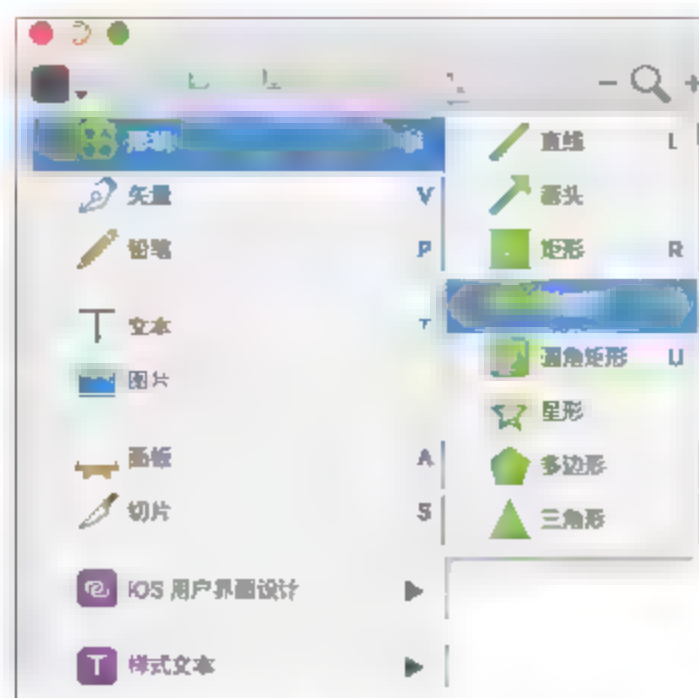 形状
矢量 V
铅笔 P
文本 T
图片
画板 A
切片 S
iOS 用户界面设计
样式文本
直线 L
箭头
矩形 R
圆角矩形 U
星形
多边形
三角形